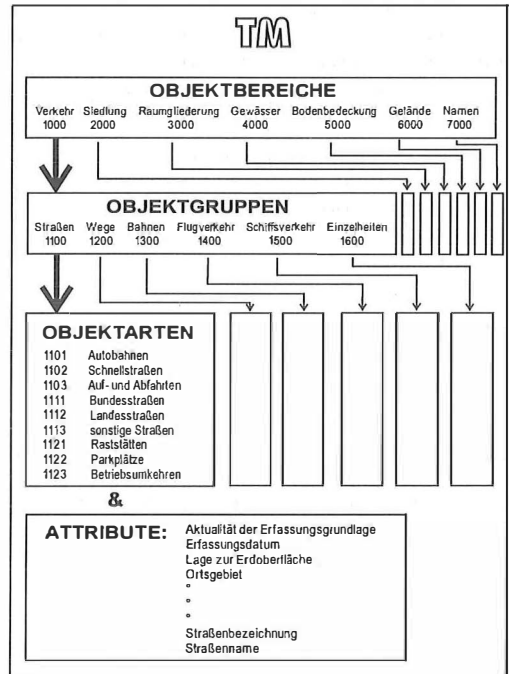 TM
OBJEKTBEREICHE
Verkehr Siedlung Raumgliederung Gewässer Bodenbedeckung Gelände Namen
1000 2000 3000 4000 5000 6000 7000
OBJEKTGRUPPEN
Straßen Wege Bahnen Flugverkehr Schiffsverkehr Einzelheiten
1100 1200 1300 1400 1500 1600
OBJEKTARTEN
1101 Autobahnen
1102 Schnellstraßen
1103 Auf- und Abfahrten
1111 Bundesstraßen
1112 Landesstraßen
1113 sonstige Straßen
1121 Raststätten
1122 Parkplätze
1123 Betriebsumkehren
&
ATTRIBUTE: Aktualität der Erfassungsgrundlage
Erfassungsdatum
Lage zur Erdoberfläche
Ortsgebiet
°
°
°
Straßenbezeichnung
Straßenname